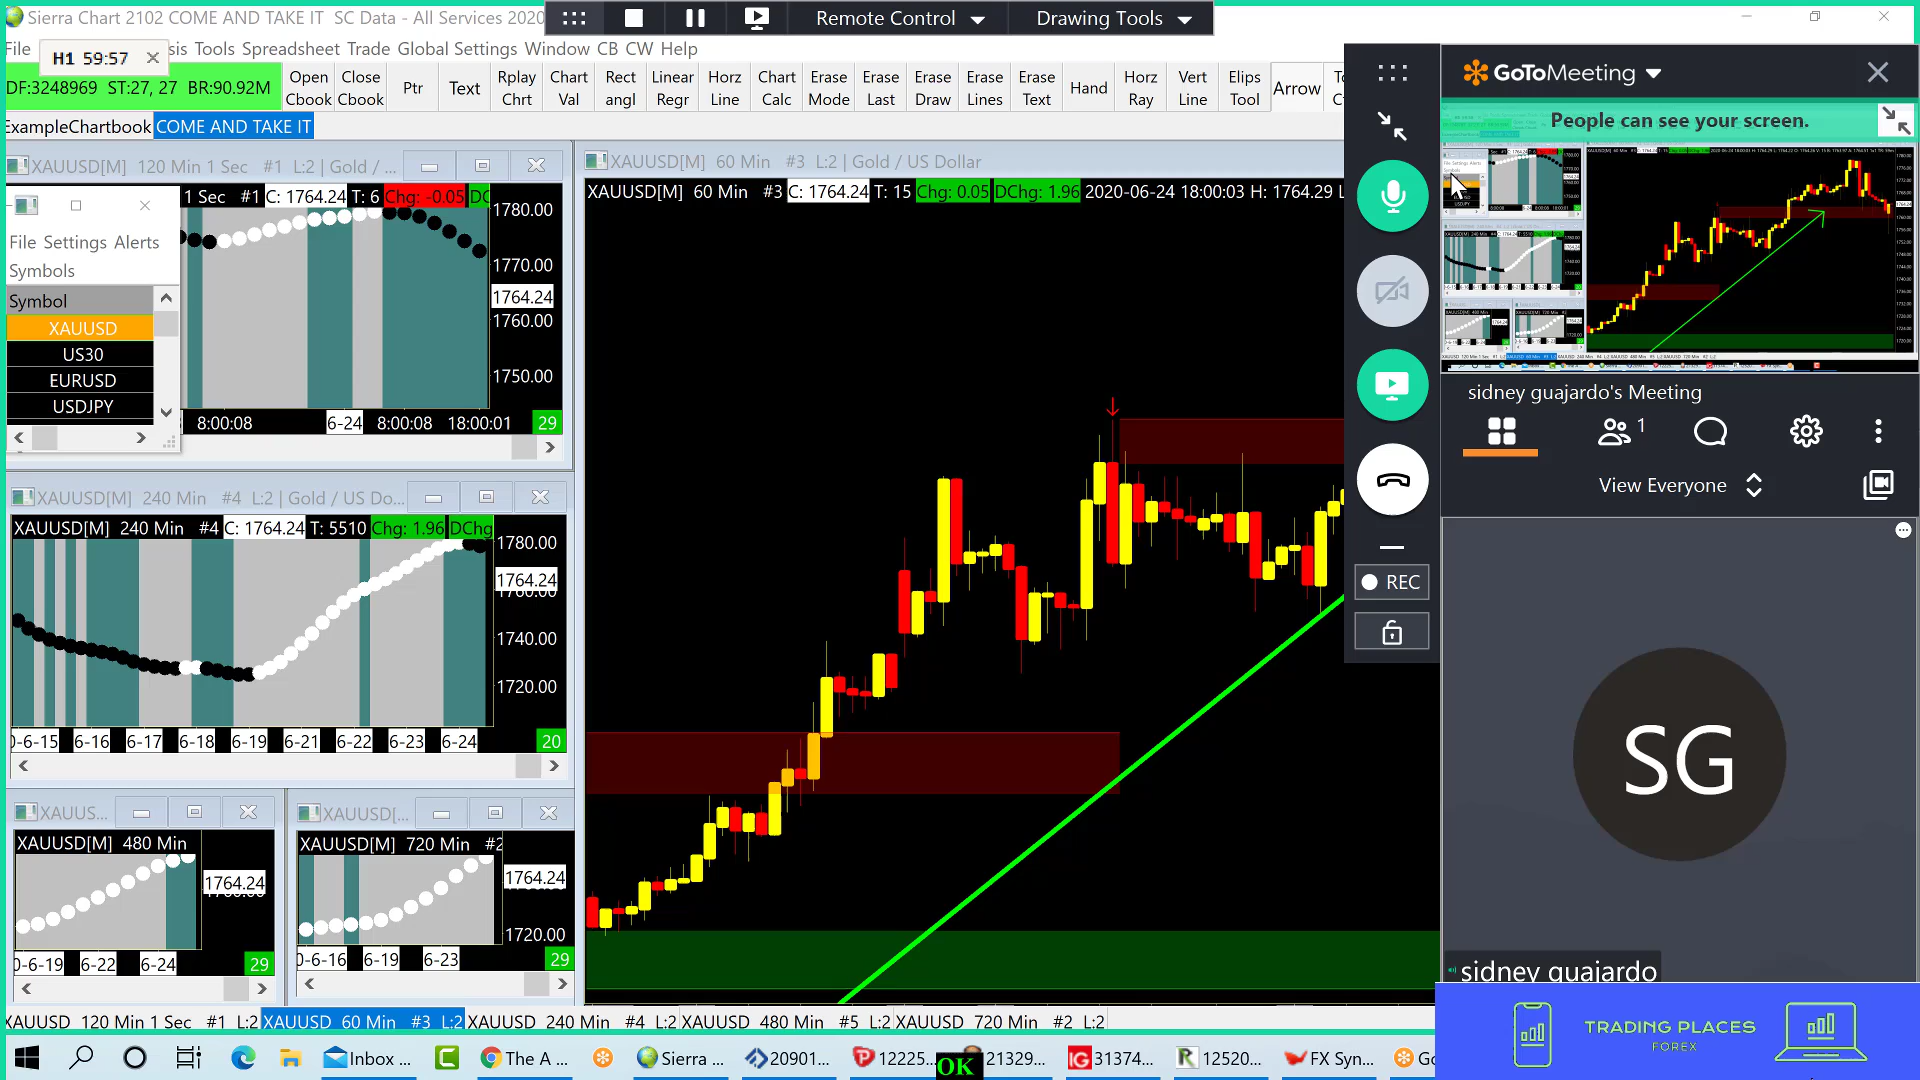 Sierra Chart 2102 COME AND TAKE IT SC Data - All Services 2020
Remote Control
Drawing Tools
File
H1 59:57
sis Tools Spreadsheet Trade Global Settings Window CB CW Help
DF:3248969 ST:27, 27 BR:90.92M
Open Cbook
Close Cbook
Ptr
Text
Rplay Chrt
Chart Val
Rect angl
Linear Regr
Horz Line
Chart Calc
Erase Mode
Erase Last
Erase Draw
Erase Lines
Erase Text
Hand
Horz Ray
Vert Line
Elips Tool
Arrow
ExampleChartbook
COME AND TAKE IT
GoToMeeting
People can see your screen.
XAUUSD[M] 120 Min 1 Sec #1 L:2 | Gold / ...
1 Sec #1 C: 1764.24 T: 6 Chg: -0.05 DC
File Settings Alerts
Symbols
Symbol
XAUUSD
US30
EURUSD
USDJPY
1780.00
1770.00
1764.24
1760.00
1750.00
8:00:08
6-24
8:00:08
18:00:01
29
XAUUSD[M] 60 Min #3 L:2 | Gold / US Dollar
XAUUSD[M] 60 Min #3 C: 1764.24 T: 15 Chg: 0.05 DChg: 1.96 2020-06-24 18:00:03 H: 1764.29 L
XAUUSD[M] 240 Min #4 L:2 | Gold / US Do...
XAUUSD[M] 240 Min #4 C: 1764.24 T: 5510 Chg: 1.96 DChg
1780.00
1764.24
1760.00
1740.00
1720.00
6-15 6-16 6-17 6-18 6-19 6-21 6-22 6-23 6-24
20
XAUUS...
XAUUSD[M] 480 Min
1764.24
0-6-19 6-22 6-24
29
XAUUSD[...
XAUUSD[M] 720 Min #2
1764.24
1720.00
0-6-16 6-19 6-23
29
REC
sidney guajardo's Meeting
1
View Everyone
SG
sidney guajardo
XAUUSD 120 Min 1 Sec #1 L:2
XAUUSD 60 Min #3 L:2
XAUUSD 240 Min #4 L:2
XAUUSD 480 Min #5 L:2
XAUUSD 720 Min #2 L:2
TRADING PLACES
FOREX
Inbox ...
The A ...
Sierra ...
20901...
12225...
OK
21329...
31374...
12520...
FX Syn...
Go